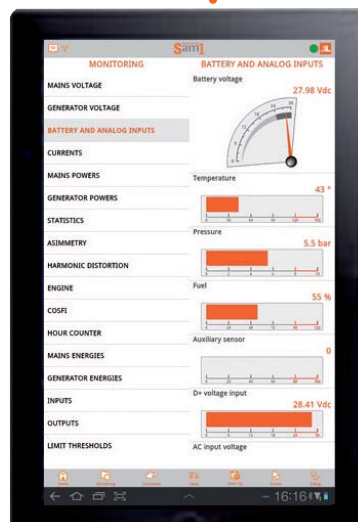 Sam1
MONITORING
MAINS VOLTAGE
GENERATOR VOLTAGE
BATTERY AND ANALOG INPUTS
CURRENTS
MAINS POWERS
GENERATOR POWERS
STATISTICS
ASIMMETRY
HARMONIC DISTORTION
ENGINE
COSFI
HOUR COUNTER
MAINS ENERGIES
GENERATOR ENERGIES
INPUTS
OUTPUTS
LIMIT THRESHOLDS
BATTERY AND ANALOG INPUTS
Battery voltage
27.98 Vdc
Temperature
43 °
Pressure
5.5 bar
Fuel
55 %
Auxiliary sensor
0
D+ voltage input
28.41 Vdc
AC input voltage
16:16